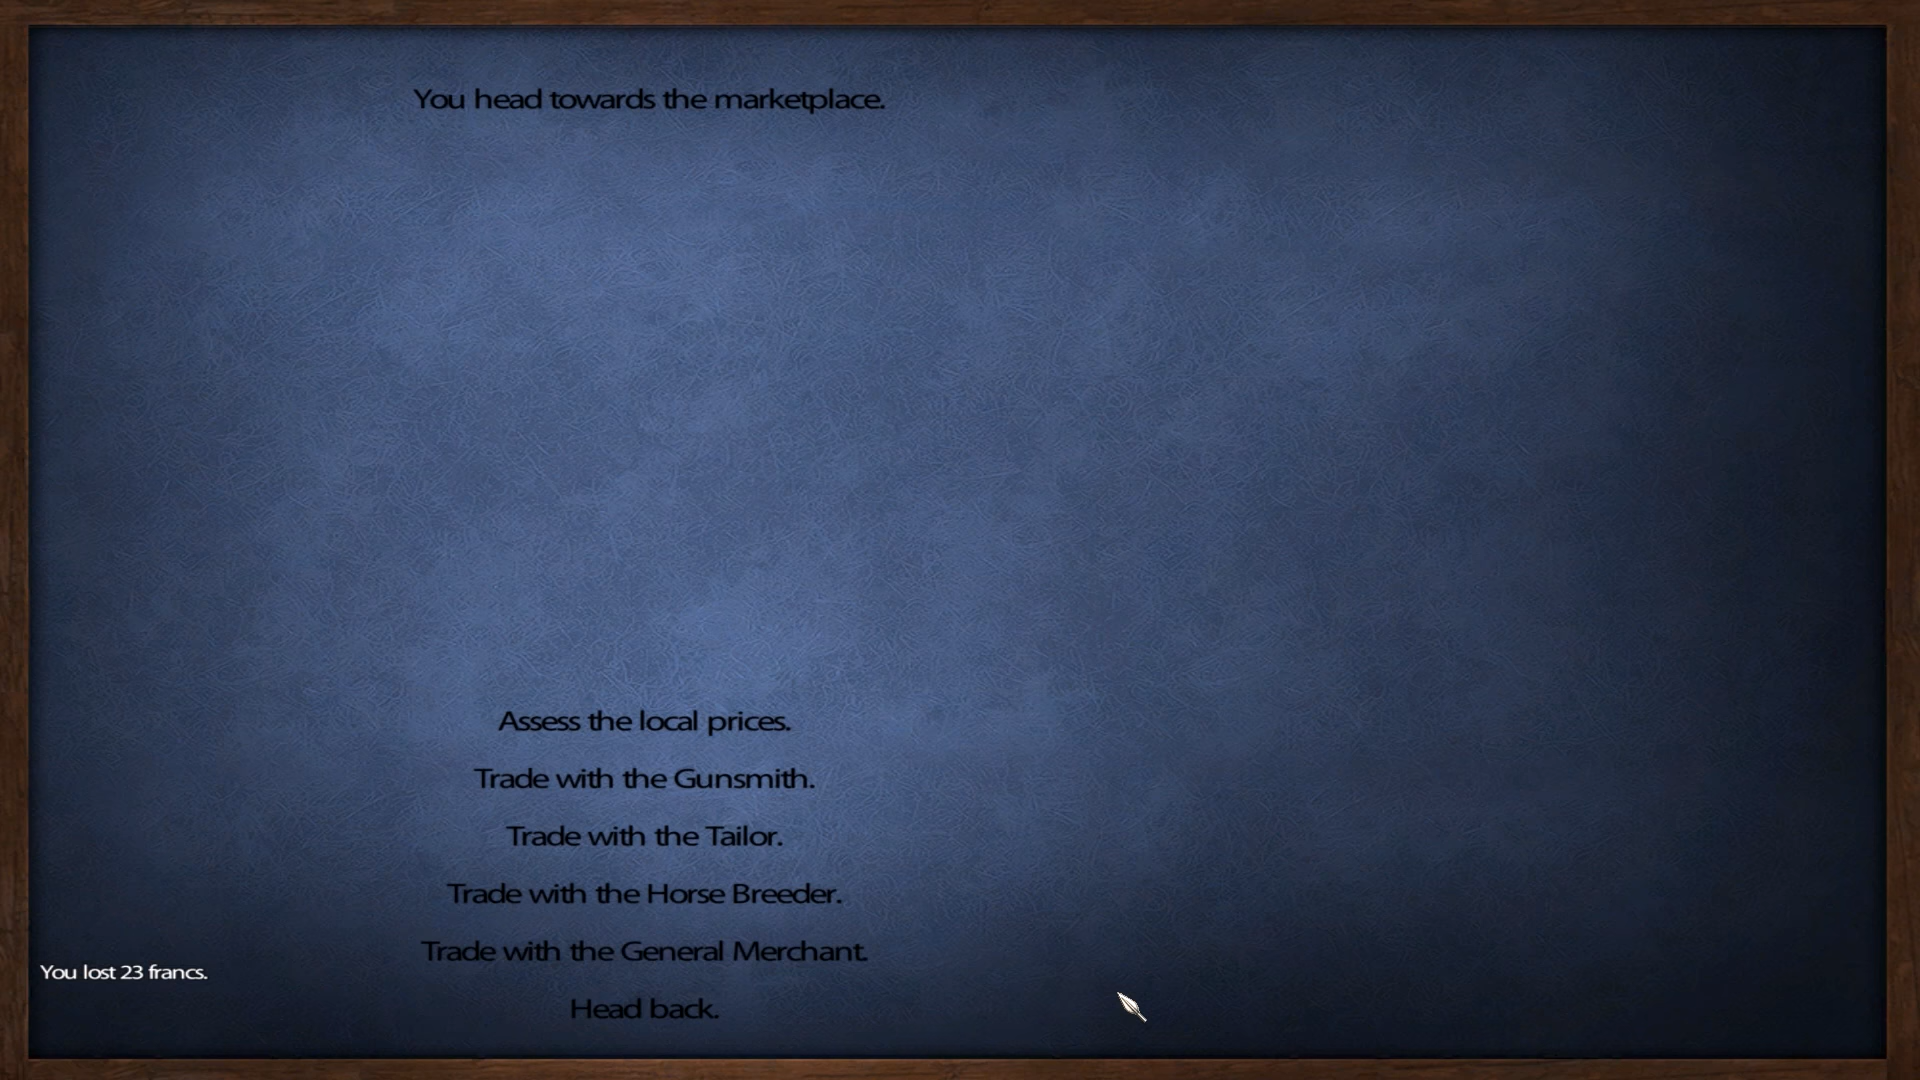 You head towards the marketplace.
Assess the local prices.
Trade with the Gunsmith.
Trade with the Tailor.
Trade with the Horse Breeder.
Trade with the General Merchant.
You lost 23 francs.
Head back.